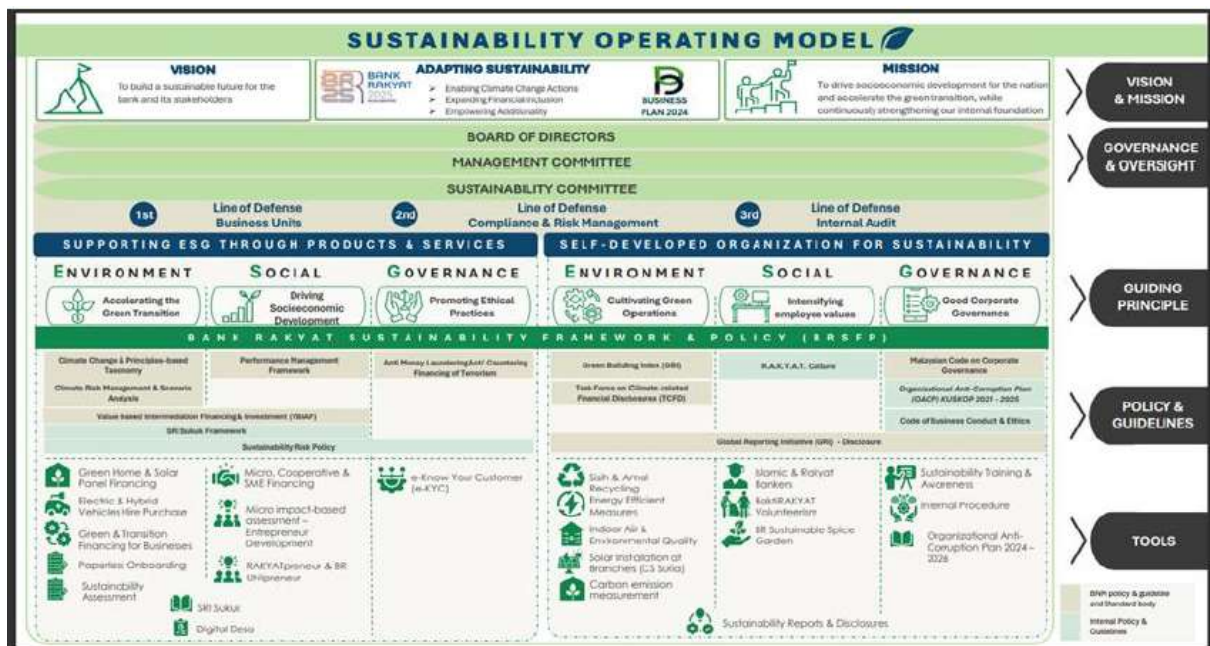 SUSTAINABILITY OPERATING MODEL
VISION
To build a sustainable future for the
bank and its stakeholders
BANK
RAKYAT
2025
ADAPTING SUSTAINABILITY
➤ Enabling Climate Change Actions
➤ Expanding Financial Inclusion
➤ Empowering Additionality
BUSINESS
PLAN 2024
MISSION
To drive socioeconomic development for the nation
and accelerate the green transition, while
continuously strengthening our internal foundation
VISION
& MISSION
BOARD OF DIRECTORS
MANAGEMENT COMMITTEE
SUSTAINABILITY COMMITTEE
GOVERNANCE
& OVERSIGHT
1st
Line of Defense
Business Units
2nd
Line of Defense
Compliance & Risk Management
3rd
Line of Defense
Internal Audit
SUPPORTING ESG THROUGH PRODUCTS & SERVICES
SELF-DEVELOPED ORGANIZATION FOR SUSTAINABILITY
ENVIRONMENT
SOCIAL
GOVERNANCE
ENVIRONMENT
SOCIAL
GOVERNANCE
Accelerating the
Green Transition
Driving
Socioeconomic
Development
Promoting Ethical
Practices
Cultivating Green
Operations
Intensifying
employee values
Good Corporate
Governance
GUIDING
PRINCIPLE
BANK RAKYAT SUSTAINABILITY FRAMEWORK & POLICY (BRSFP)
Climate Change & Principles-based
Taxonomy
Climate Risk Management & Scenario
Analysis
Performance Management
Framework
Anti Money Laundering Act/ Countering
Financing of Terrorism
Value based Intermediation Financing & Investment (VBIAF)
SRI Sukuk Framework
Sustainability Risk Policy
Green Building Index (GBI)
Task Force on Climate-related
Financial Disclosures (TCFD)
R.A.K.Y.A.T. Culture
Malaysian Code on Corporate
Governance
Organizational Anti-Corruption Plan
(OACP) KUSKOP 2021 - 2025
Code of Business Conduct & Ethics
Global Reporting Initiative (GRI) - Disclosure
POLICY &
GUIDELINES
Green Home & Solar
Panel Financing
Electric & Hybrid
Vehicles Hire Purchase
Green & Transition
Financing for Businesses
Paperless Onboarding
Sustainability
Assessment
Micro, Cooperative &
SME Financing
Micro impact-based
assessment –
Entrepreneur
Development
RAKYATpreneur & BR
UNIpreneur
SRI Sukuk
Digital Desa
e-Know Your Customer
(e-KYC)
Sisih & Amal
Recycling
Energy Efficient
Measures
Indoor Air &
Environmental Quality
Solar Installation at
Branches (CS Suria)
Carbon emission
measurement
Islamic & Rakyat
Bankers
BaktiRAKYAT
Volunteerism
BR Sustainable Spice
Garden
Sustainability Training &
Awareness
Internal Procedure
Organizational Anti-
Corruption Plan 2024 –
2026
Sustainability Reports & Disclosures
TOOLS
BNM policy & guideline
and Standard body
Internal Policy &
Guidelines